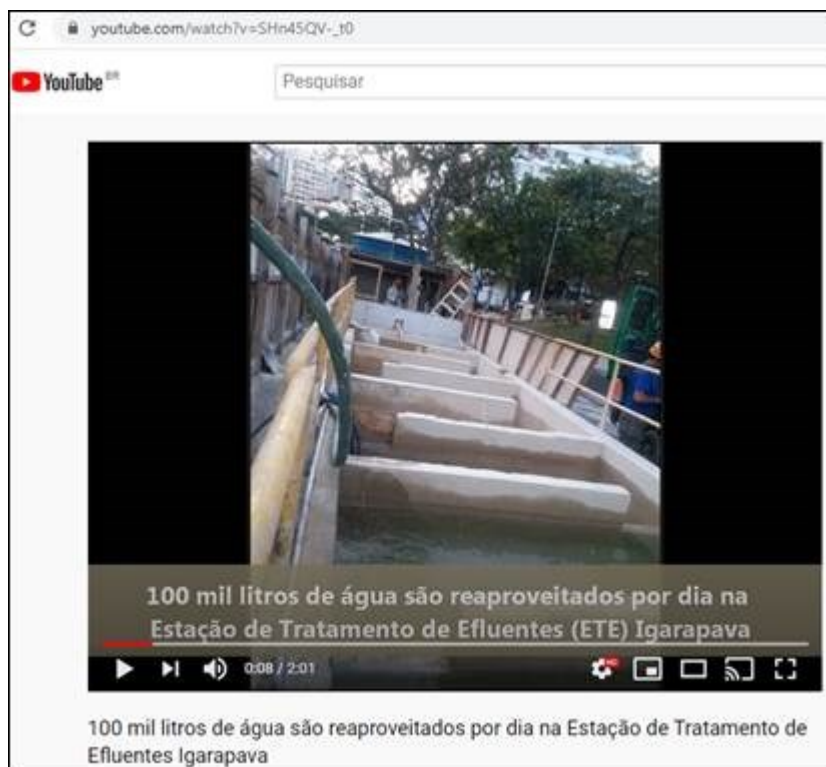 youtube.com/watch?v=SHn45QV-_t0
YouTube BR
Pesquisar
100 mil litros de água são reaproveitados por dia na
Estação de Tratamento de Efluentes (ETE) Igarapava
0:08 / 2:01
HD
100 mil litros de água são reaproveitados por dia na Estação de Tratamento de
Efluentes Igarapava